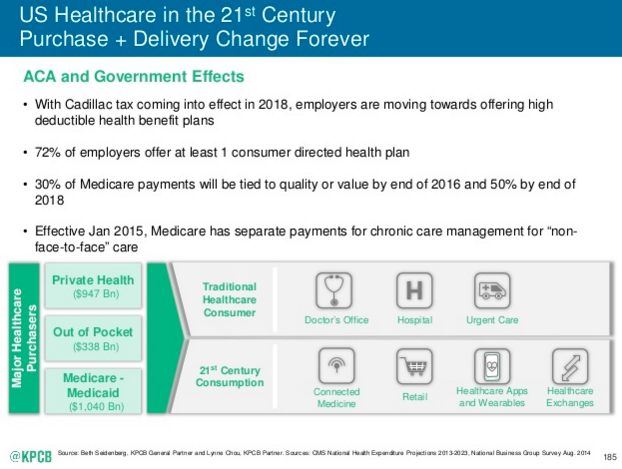 US Healthcare in the 21st Century
Purchase + Delivery Change Forever
ACA and Government Effects
• With Cadillac tax coming into effect in 2018, employers are moving towards offering high
deductible health benefit plans
• 72% of employers offer at least 1 consumer directed health plan
• 30% of Medicare payments will be tied to quality or value by end of 2016 and 50% by end of
2018
• Effective Jan 2015, Medicare has separate payments for chronic care management for “non-
face-to-face” care
Major Healthcare
Purchasers
Private Health
($947 Bn)
Out of Pocket
($338 Bn)
Medicare -
Medicaid
($1,040 Bn)
Traditional
Healthcare
Consumer
Doctor's Office
H
Hospital
Urgent Care
21st Century
Consumption
Connected
Medicine
Retail
Healthcare Apps
and Wearables
Healthcare
Exchanges
@KPCB
Source: Beth Seidenberg, KPCB General Partner and Lynne Chou, KPCB Partner. Sources: CMS National Health Expenditure Projections 2013-2023, National Business Group Survey Aug. 2014
185